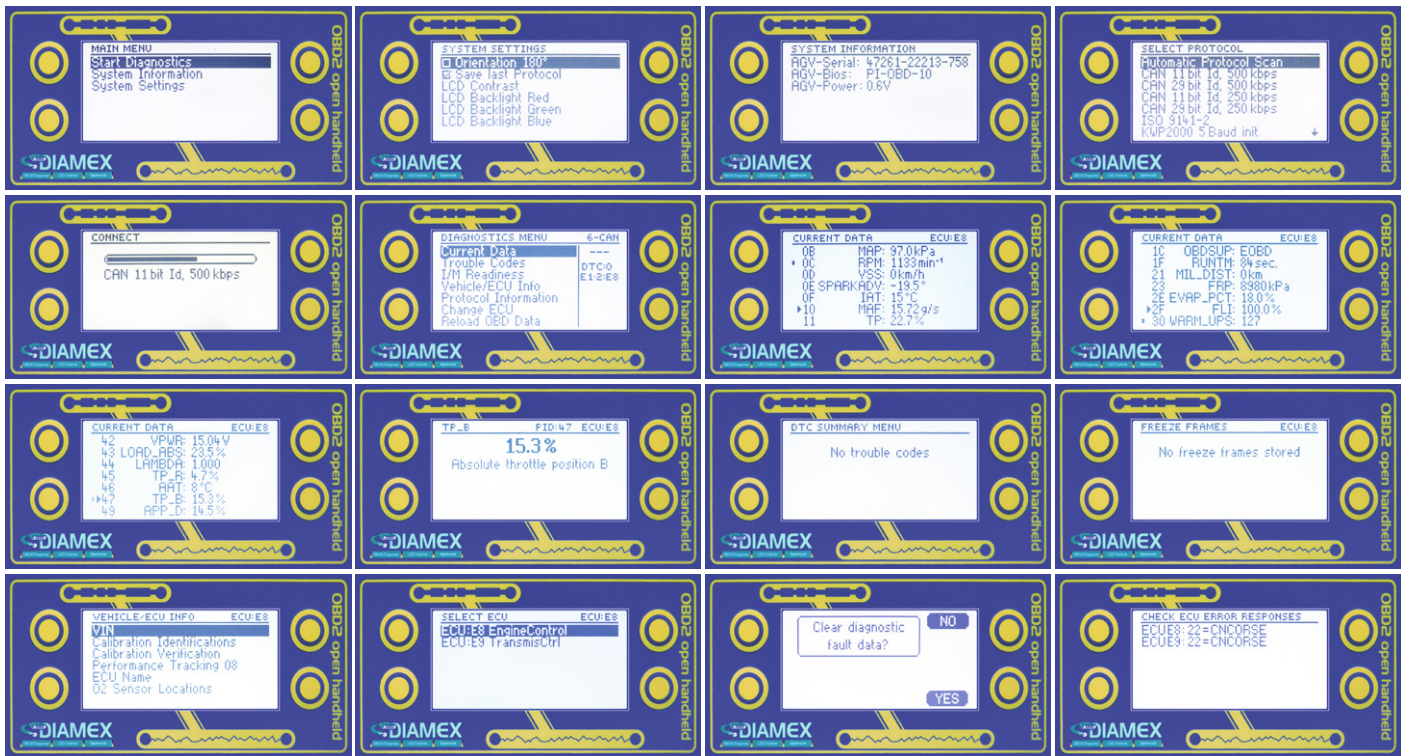 MAIN MENU
Start Diagnostics
System Information
System Settings
OBD2 open handheld
DIAMEX
SYSTEM SETTINGS
Orientation 180°
Save last Protocol
LCD Contrast
LCD Backlight Red
LCD Backlight Green
LCD Backlight Blue
OBD2 open handheld
DIAMEX
SYSTEM INFORMATION
AGV-Serial: 47261-22213-758
AGV-Bios: PI-OBD-10
AGV-Power: 0.6V
OBD2 open handheld
DIAMEX
SELECT PROTOCOL
Automatic Protocol Scan
CAN 11 bit Id, 500 kbps
CAN 29 bit Id, 500 kbps
CAN 11 bit Id, 250 kbps
CAN 29 bit Id, 250 kbps
ISO 9141-2
KWP2000 5 Baud init
OBD2 open handheld
DIAMEX
CONNECT
CAN 11 bit Id, 500 kbps
OBD2 open handheld
DIAMEX
DIAGNOSTICS MENU 6-CAN
Current Data ---
Trouble Codes DTC:0
I/M Readiness E1-2:E8
Vehicle/ECU Info
Protocol Information
Change ECU
Reload OBD Data
OBD2 open handheld
DIAMEX
CURRENT DATA ECU:E8
0B MAP: 97.0 kPa
0C RPM: 1133 min⁻¹
0D VSS: 0 km/h
0E SPARKADV: -19.5°
0F IAT: 15°C
10 MAF: 15.72 g/s
11 TP: 22.7 %
OBD2 open handheld
DIAMEX
CURRENT DATA ECU:E8
1C OBDSUP: EOBD
1F RUNTM: 84 sec.
21 MIL_DIST: 0 km
23 FRP: 8980 kPa
2E EVAP_PCT: 18.0 %
2F FLI: 100.0 %
30 WARM_UPS: 127
OBD2 open handheld
DIAMEX
CURRENT DATA ECU:E8
42 VPWR: 15.04 V
43 LOAD_ABS: 23.5 %
44 LAMBDA: 1.000
45 TP_R: 4.7 %
46 AAT: 8°C
47 TP_B: 15.3 %
49 APP_D: 14.5 %
OBD2 open handheld
DIAMEX
TP_B PID:47 ECU:E8
15.3 %
Absolute throttle position B
OBD2 open handheld
DIAMEX
DTC SUMMARY MENU
No trouble codes
OBD2 open handheld
DIAMEX
FREEZE FRAMES ECU:E8
No freeze frames stored
OBD2 open handheld
DIAMEX
VEHICLE/ECU INFO ECU:E8
VIN
Calibration Identifications
Calibration Verification
Performance Tracking 08
ECU Name
O2 Sensor Locations
OBD2 open handheld
DIAMEX
SELECT ECU ECU:E8
ECU:E8 EngineControl
ECU:E9 TransmisCtrl
OBD2 open handheld
DIAMEX
Clear diagnostic
fault data?
NO
YES
OBD2 open handheld
DIAMEX
CHECK ECU ERROR RESPONSES
ECUE8: 22=CNCORSE
ECUE9: 22=CNCORSE
OBD2 open handheld
DIAMEX